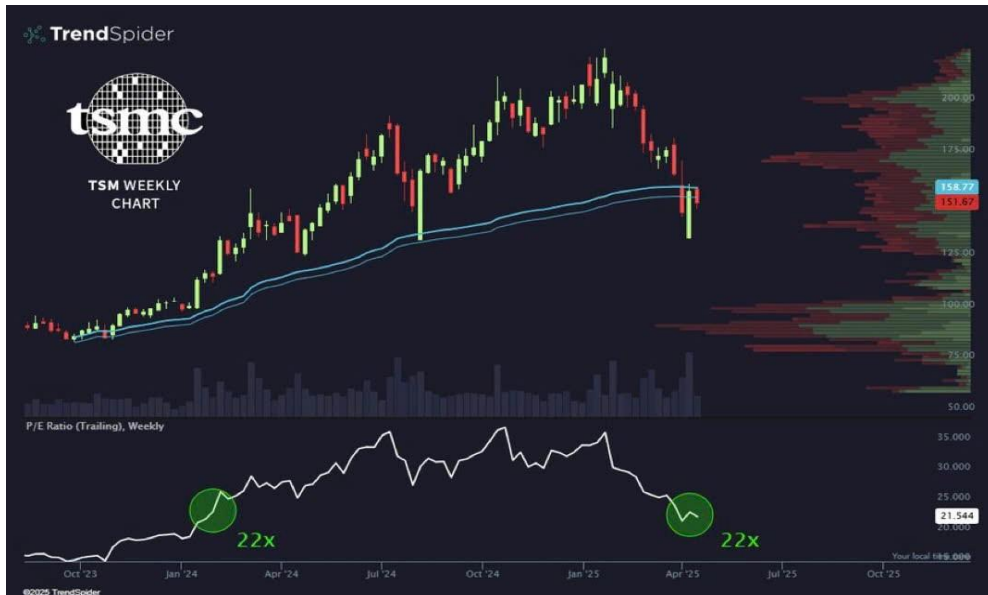 TrendSpider
tsmc
TSM WEEKLY
CHART
200.00
175.00
158.77
151.67
125.00
100.00
75.00
50.00
P/E Ratio (Trailing), Weekly
35.000
30.000
25.000
21.544
20.000
15.000
22x
22x
Your local time
Oct '23
Jan '24
Apr '24
Jul '24
Oct '24
Jan '25
Apr '25
Jul '25
Oct '25
©2025 TrendSpider